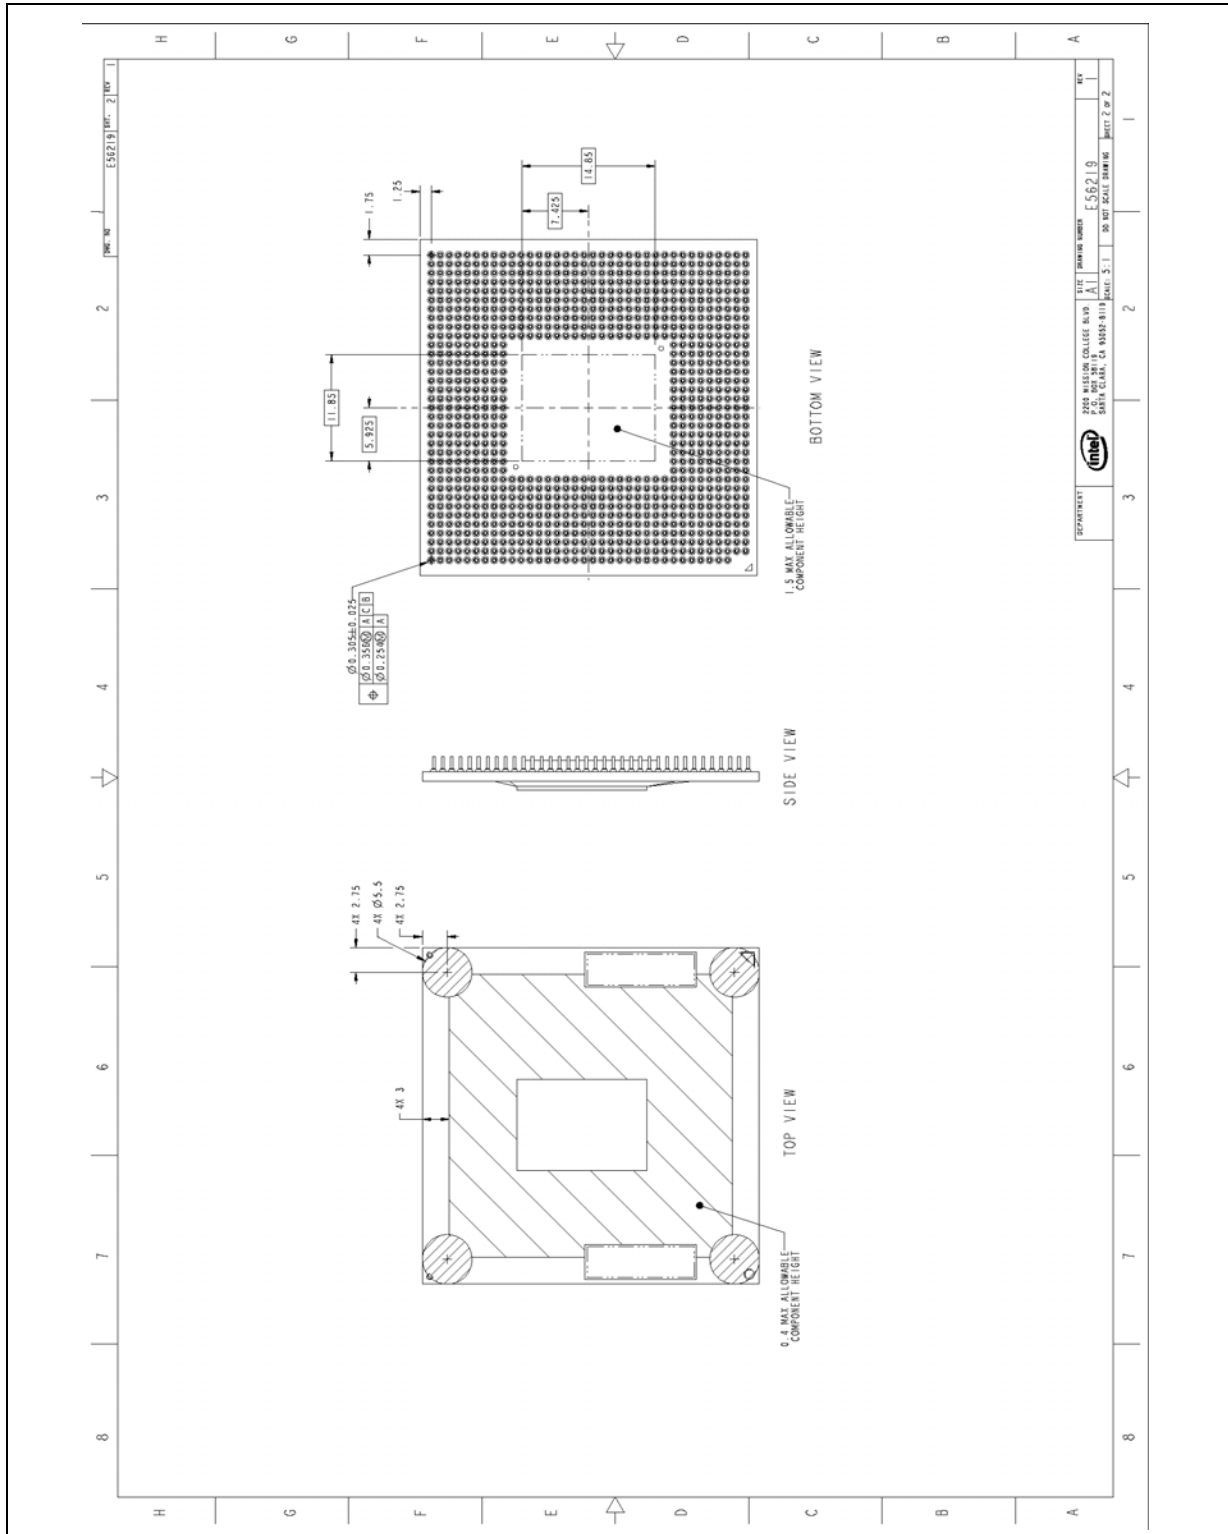 H G F E D C B A
DWG. NO E56219 SHT. 2 REV 1
8 7 6 5 4 3 2 1
4X 2.75
4X Ø5.5
4X 2.75
4X 3
0.4 MAX ALLOWABLE
COMPONENT HEIGHT
TOP VIEW
SIDE VIEW
Ø0.305±0.025
A C B
A
11.85
5.925
1.75
1.25
7.425
14.85
1.5 MAX ALLOWABLE
COMPONENT HEIGHT
BOTTOM VIEW
DEPARTMENT
intel
2200 MISSION COLLEGE BLVD.
P.O. BOX 58119
SANTA CLARA, CA 95052-8119
SIZE A1
DRAWING NUMBER E56219
REV 1
SCALE: 5:1
DO NOT SCALE DRAWING
SHEET 2 OF 2
8 7 6 5 4 3 2 1
H G F E D C B A